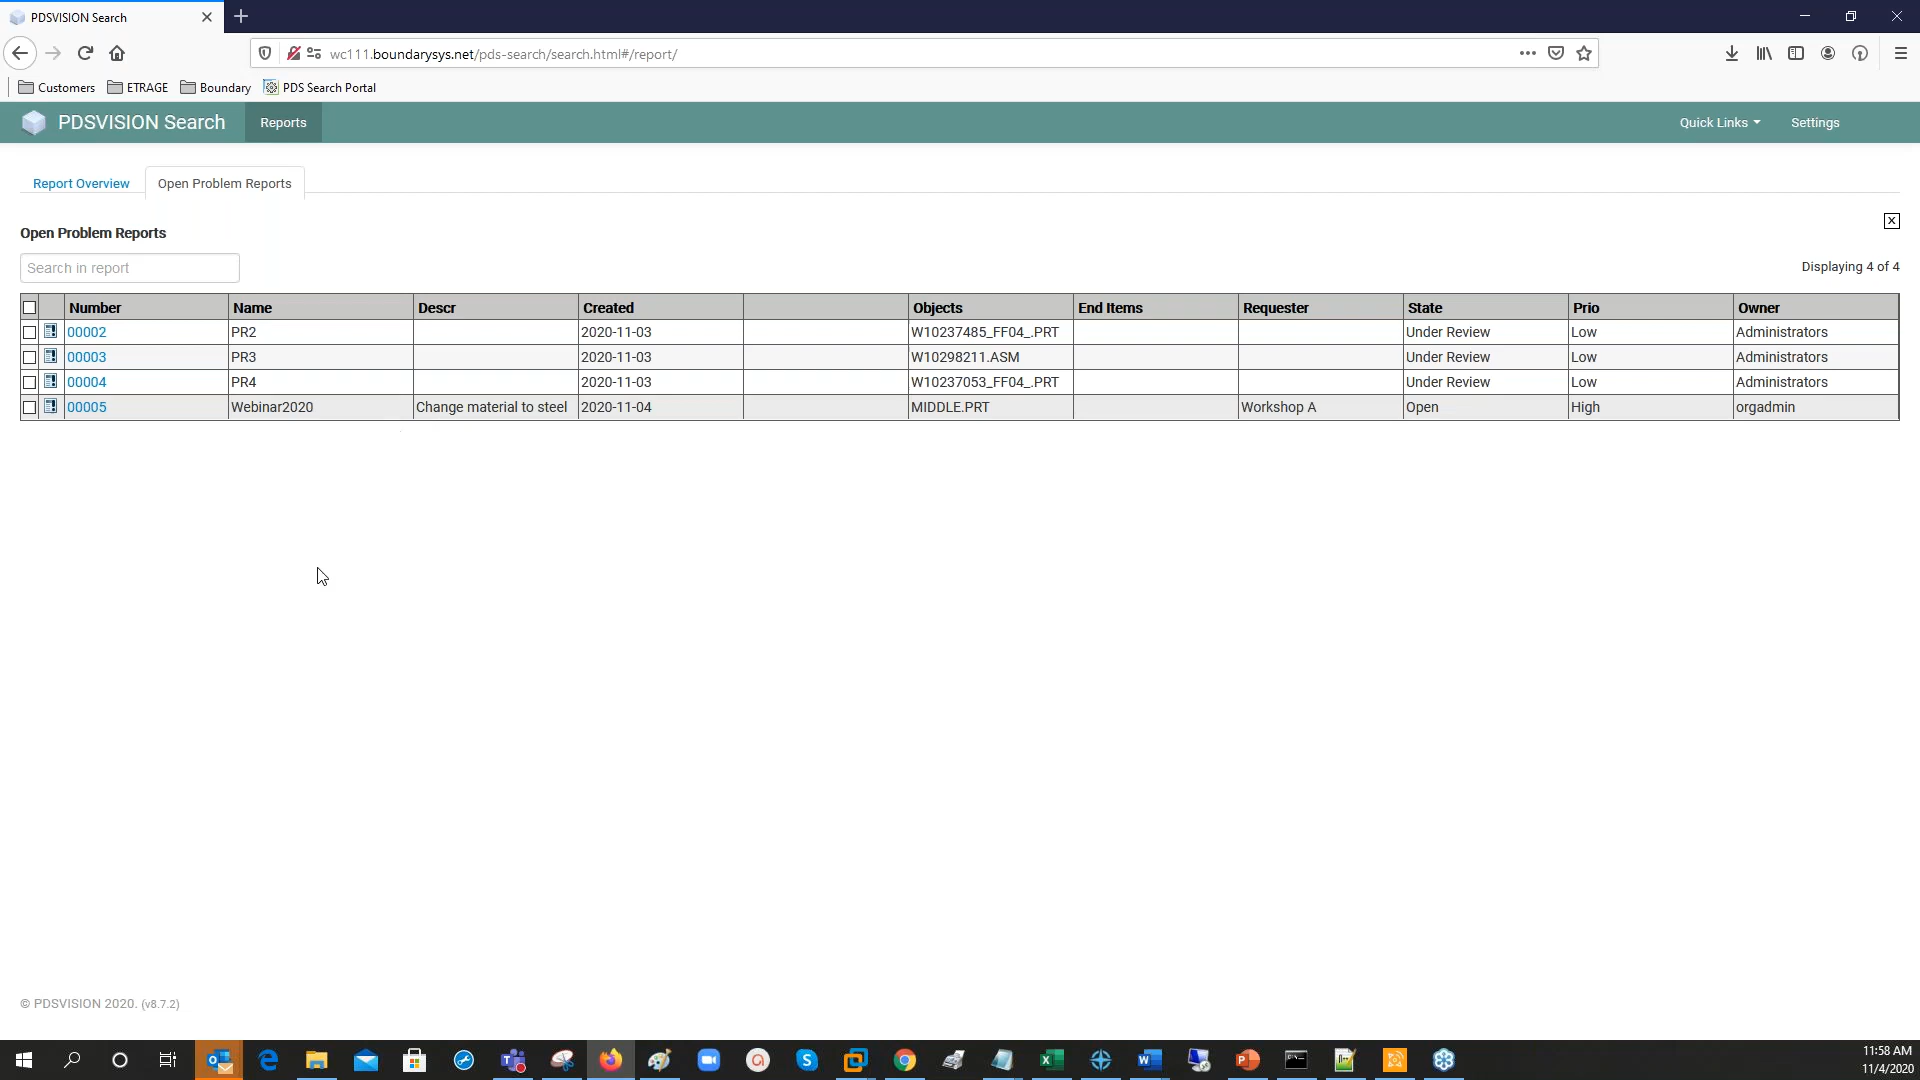 PDSVISION Search
wc111.boundarysys.net/pds-search/search.html#/report/
Customers ETRAGE Boundary PDS Search Portal
PDSVISION Search Reports Quick Links Settings
Report Overview Open Problem Reports
Open Problem Reports
Search in report Displaying 4 of 4
Number Name Descr Created Objects End Items Requester State Prio Owner
00002 PR2 2020-11-03 W10237485_FF04_.PRT Under Review Low Administrators
00003 PR3 2020-11-03 W10298211.ASM Under Review Low Administrators
00004 PR4 2020-11-03 W10237053_FF04_.PRT Under Review Low Administrators
00005 Webinar2020 Change material to steel 2020-11-04 MIDDLE.PRT Workshop A Open High orgadmin
© PDSVISION 2020. (v8.7.2)
11:58 AM
11/4/2020